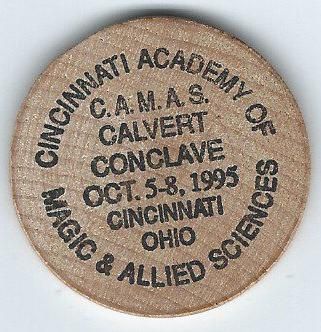 CINCINNATI ACADEMY OF
C.A.M.A.S.
CALVERT
CONCLAVE
OCT. 5-8, 1995
CINCINNATI
OHIO
MAGIC & ALLIED SCIENCES